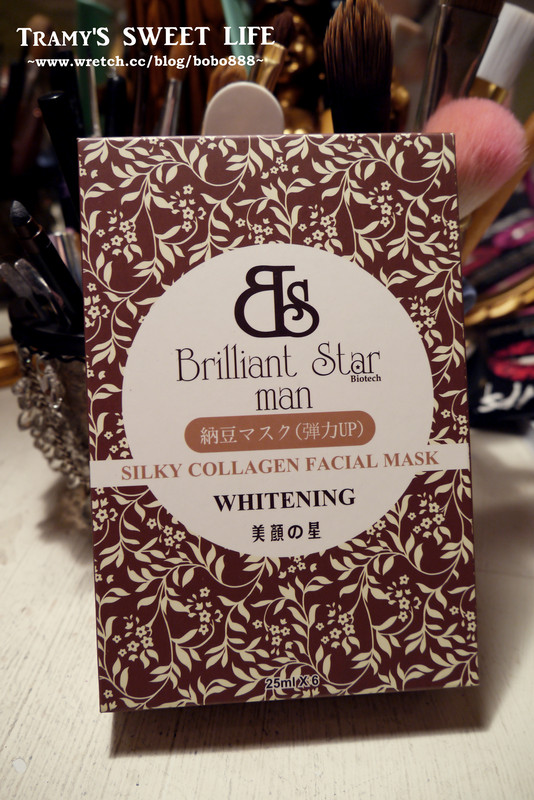 TRAMY'S SWEET LIFE
~www.wretch.cc/blog/bobo888~
BS
Brilliant Star
Biotech
man
納豆マスク(弾力UP)
SILKY COLLAGEN FACIAL MASK
WHITENING
美顔の星
25ml X 6